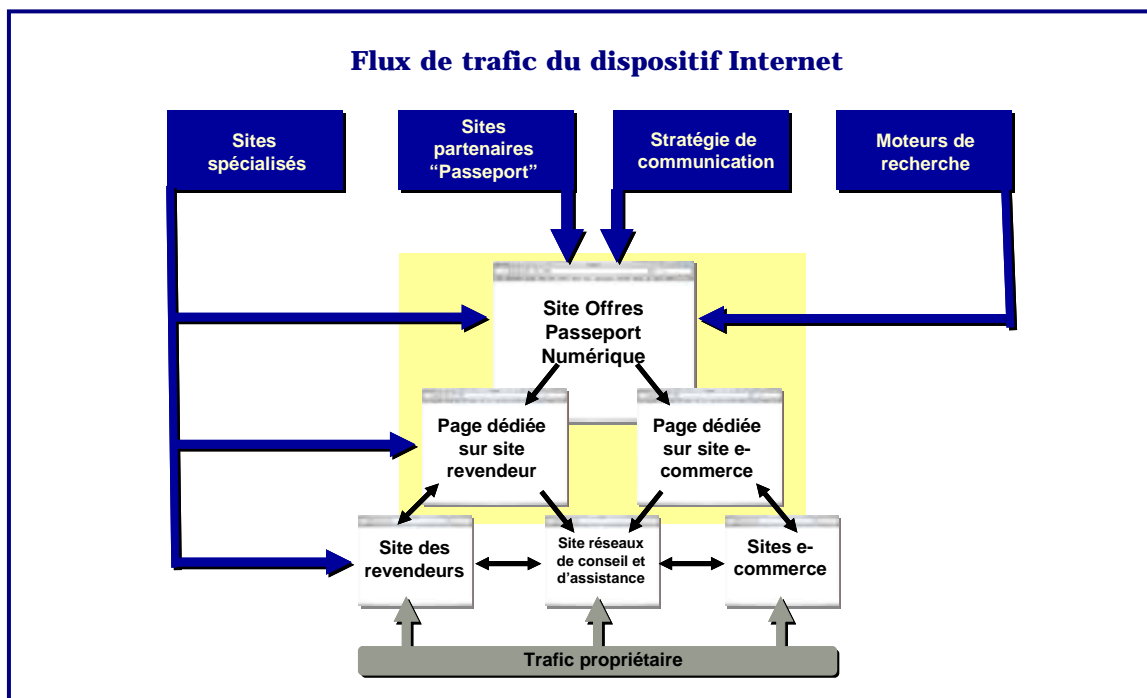 Flux de trafic du dispositif Internet
Sites
spécialisés
Sites
partenaires
“Passeport”
Stratégie de
communication
Moteurs de
recherche
Site Offres
Passeport
Numérique
Page dédiée
sur site
revendeur
Page dédiée
sur site e-
commerce
Site des
revendeurs
Site réseaux
de conseil et
d’assistance
Sites e-
commerce
Trafic propriétaire